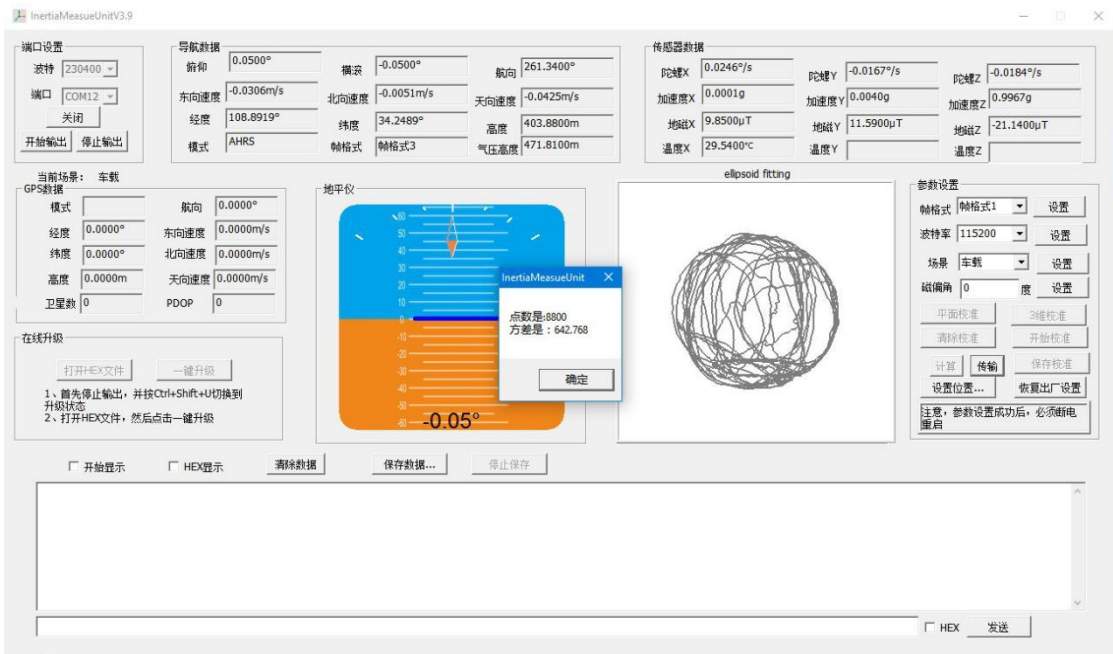 InertiaMeasueUnitV3.9
端口设置
波特 230400
端口 COM12
关闭
开始输出 停止输出
导航数据
俯仰 0.0500° 横滚 -0.0500° 航向 261.3400°
东向速度 -0.0306m/s 北向速度 -0.0051m/s 天向速度 -0.0425m/s
经度 108.8919° 纬度 34.2489° 高度 403.8800m
模式 AHRS 帧格式 帧格式3 气压高度 471.8100m
传感器数据
陀螺X 0.0246°/s 陀螺Y -0.0167°/s 陀螺Z -0.0184°/s
加速度X 0.0001g 加速度Y 0.0040g 加速度Z 0.9967g
地磁X 9.8500μT 地磁Y 11.5900μT 地磁Z -21.1400μT
温度X 29.5400°C 温度Y 温度Z
当前场景： 车载
GPS数据
模式 航向 0.0000°
经度 0.0000° 东向速度 0.0000m/s
纬度 0.0000° 北向速度 0.0000m/s
高度 0.0000m 天向速度 0.0000m/s
卫星数 0 PDOP 0
在线升级
打开HEX文件 一键升级
1、首先停止输出，并按Ctrl+Shift+U切换到
升级状态
2、打开HEX文件，然后点击一键升级
地平仪
60
50
40
30
20
10
0
-10
-20
-30
-40
-50
-60
-0.05°
ellipsoid fitting
InertiaMeasueUnit
点数是:8800
方差是：642.768
确定
参数设置
帧格式 帧格式1 设置
波特率 115200 设置
场景 车载 设置
磁偏角 0 度 设置
平面校准 3维校准
清除校准 开始校准
计算 传输 保存校准
设置位置... 恢复出厂设置
注意，参数设置成功后，必须断电
重启
开始显示 HEX显示 清除数据 保存数据... 停止保存
HEX 发送